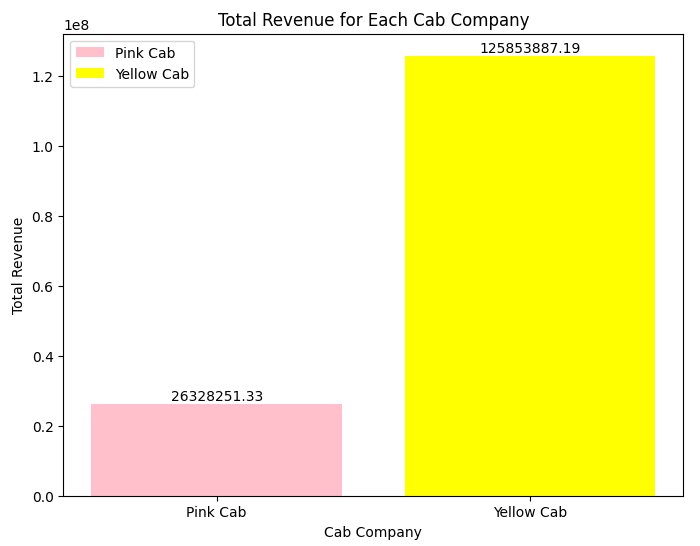 Total Revenue for Each Cab Company
1e8
Pink Cab
Yellow Cab
125853887.19
1.2
1.0
0.8
0.6
0.4
0.2
0.0
Total Revenue
26328251.33
Pink Cab
Yellow Cab
Cab Company